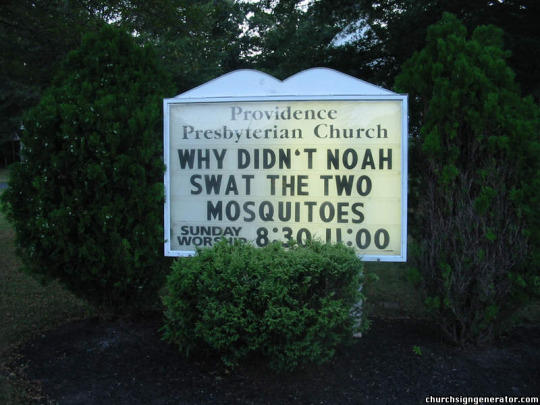 Providence
Presbyterian Church
WHY DIDN'T NOAH
SWAT THE TWO
MOSQUITOES
SUNDAY
WORSHIP 8:30 11:00
churchsigngenerator.com